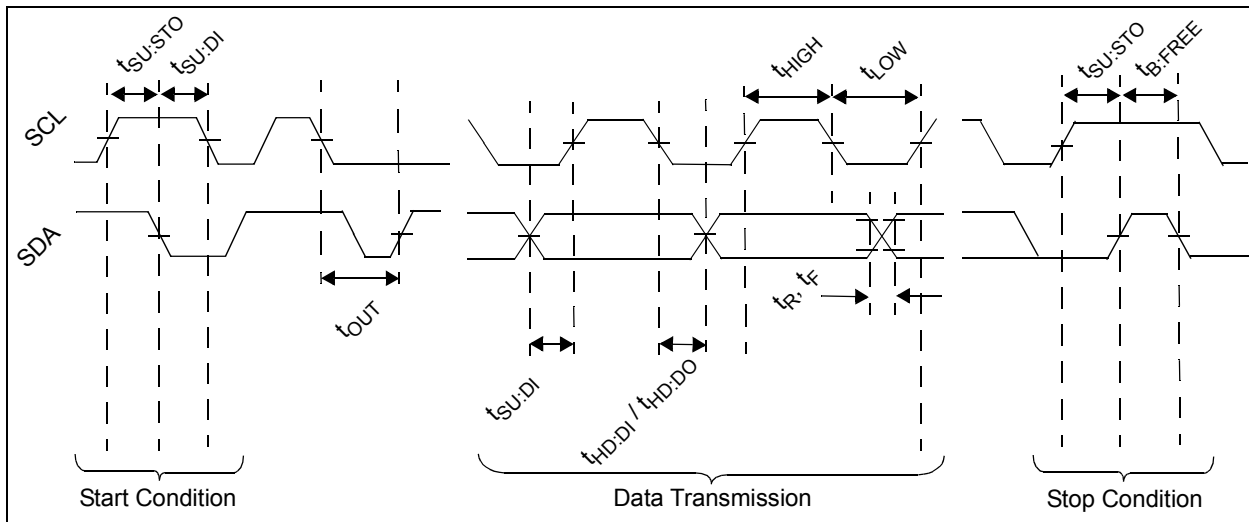 tSU:STO
tSU:DI
tHIGH
tLOW
tSU:STO
tB:FREE
SCL
SDA
tOUT
tR, tF
tSU:DI
tHD:DI / tHD:DO
Start Condition
Data Transmission
Stop Condition